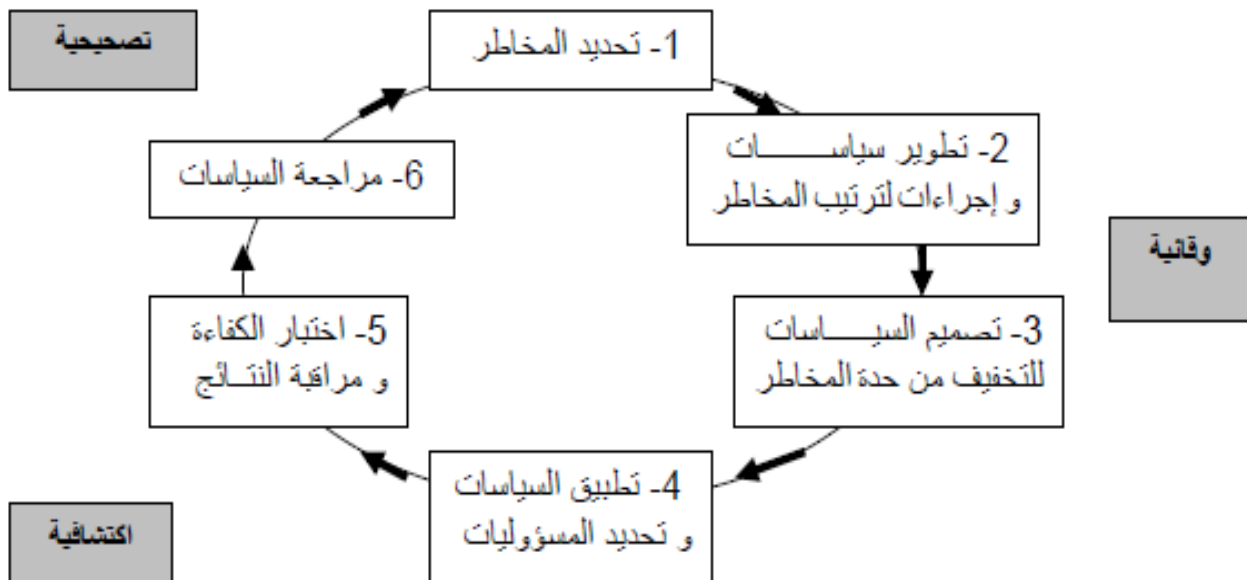 تصحيحية
1- تحديد المخاطر
2- تطوير سياسات
و إجراءات لترتيب المخاطر
6- مراجعة السياسات
وقائية
3- تصميم السياسات
للتخفيف من حدة المخاطر
5- اختبار الكفاءة
و مراقبة النتائج
4- تطبيق السياسات
و تحديد المسؤوليات
اكتشافية